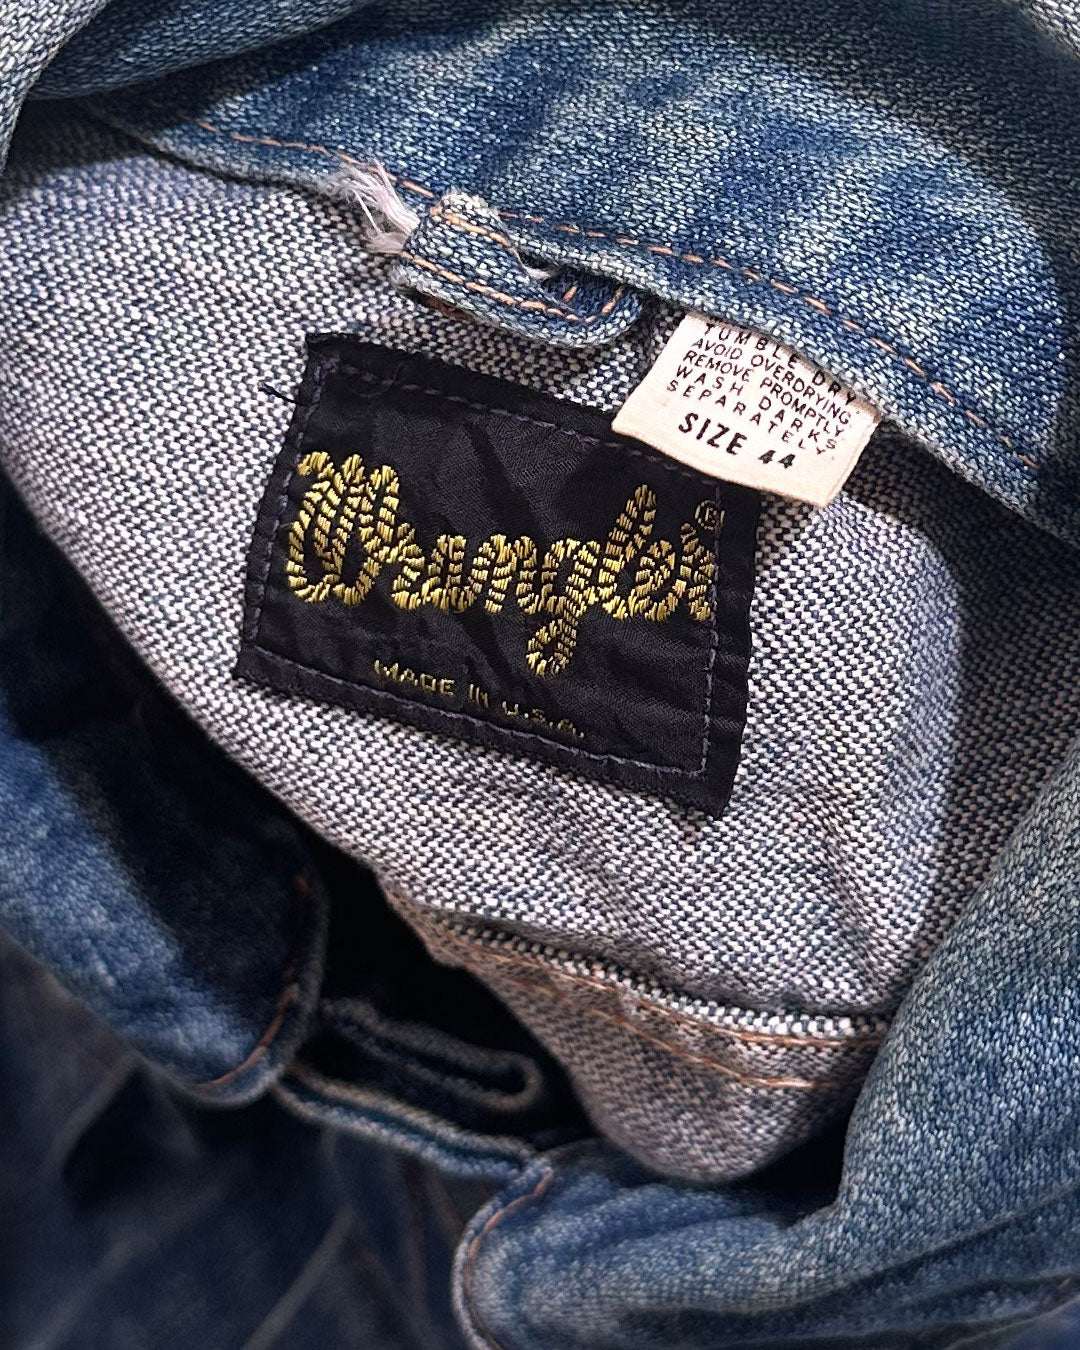 TUMBLE DRY
AVOID OVERDRYING
REMOVE PROMPTLY.
WASH DARKS
SEPARATELY.
SIZE 44
Wrangler ®
MADE IN U.S.A.